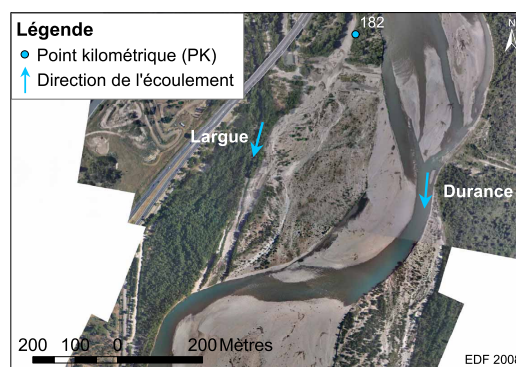 Légende
Point kilométrique (PK)
Direction de l'écoulement
182
N
Largue
Durance
200 100 0 200 Mètres
EDF 2008